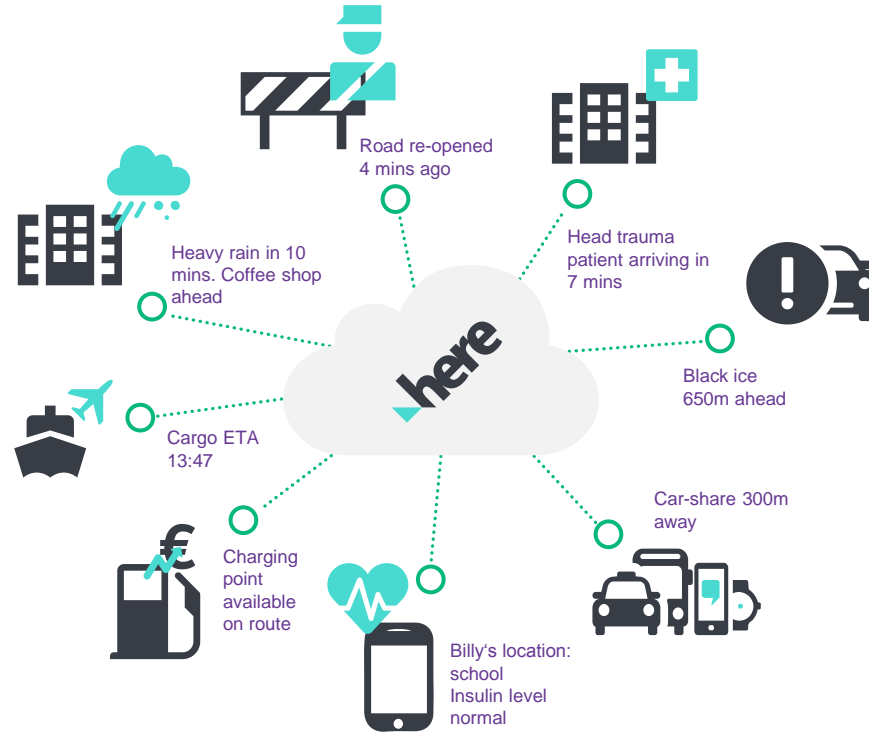 Road re-opened
4 mins ago
Head trauma
patient arriving in
7 mins
Heavy rain in 10
mins. Coffee shop
ahead
here
Black ice
650m ahead
Cargo ETA
13:47
Car-share 300m
away
€
Charging
point
available
on route
Billy‘s location:
school
Insulin level
normal